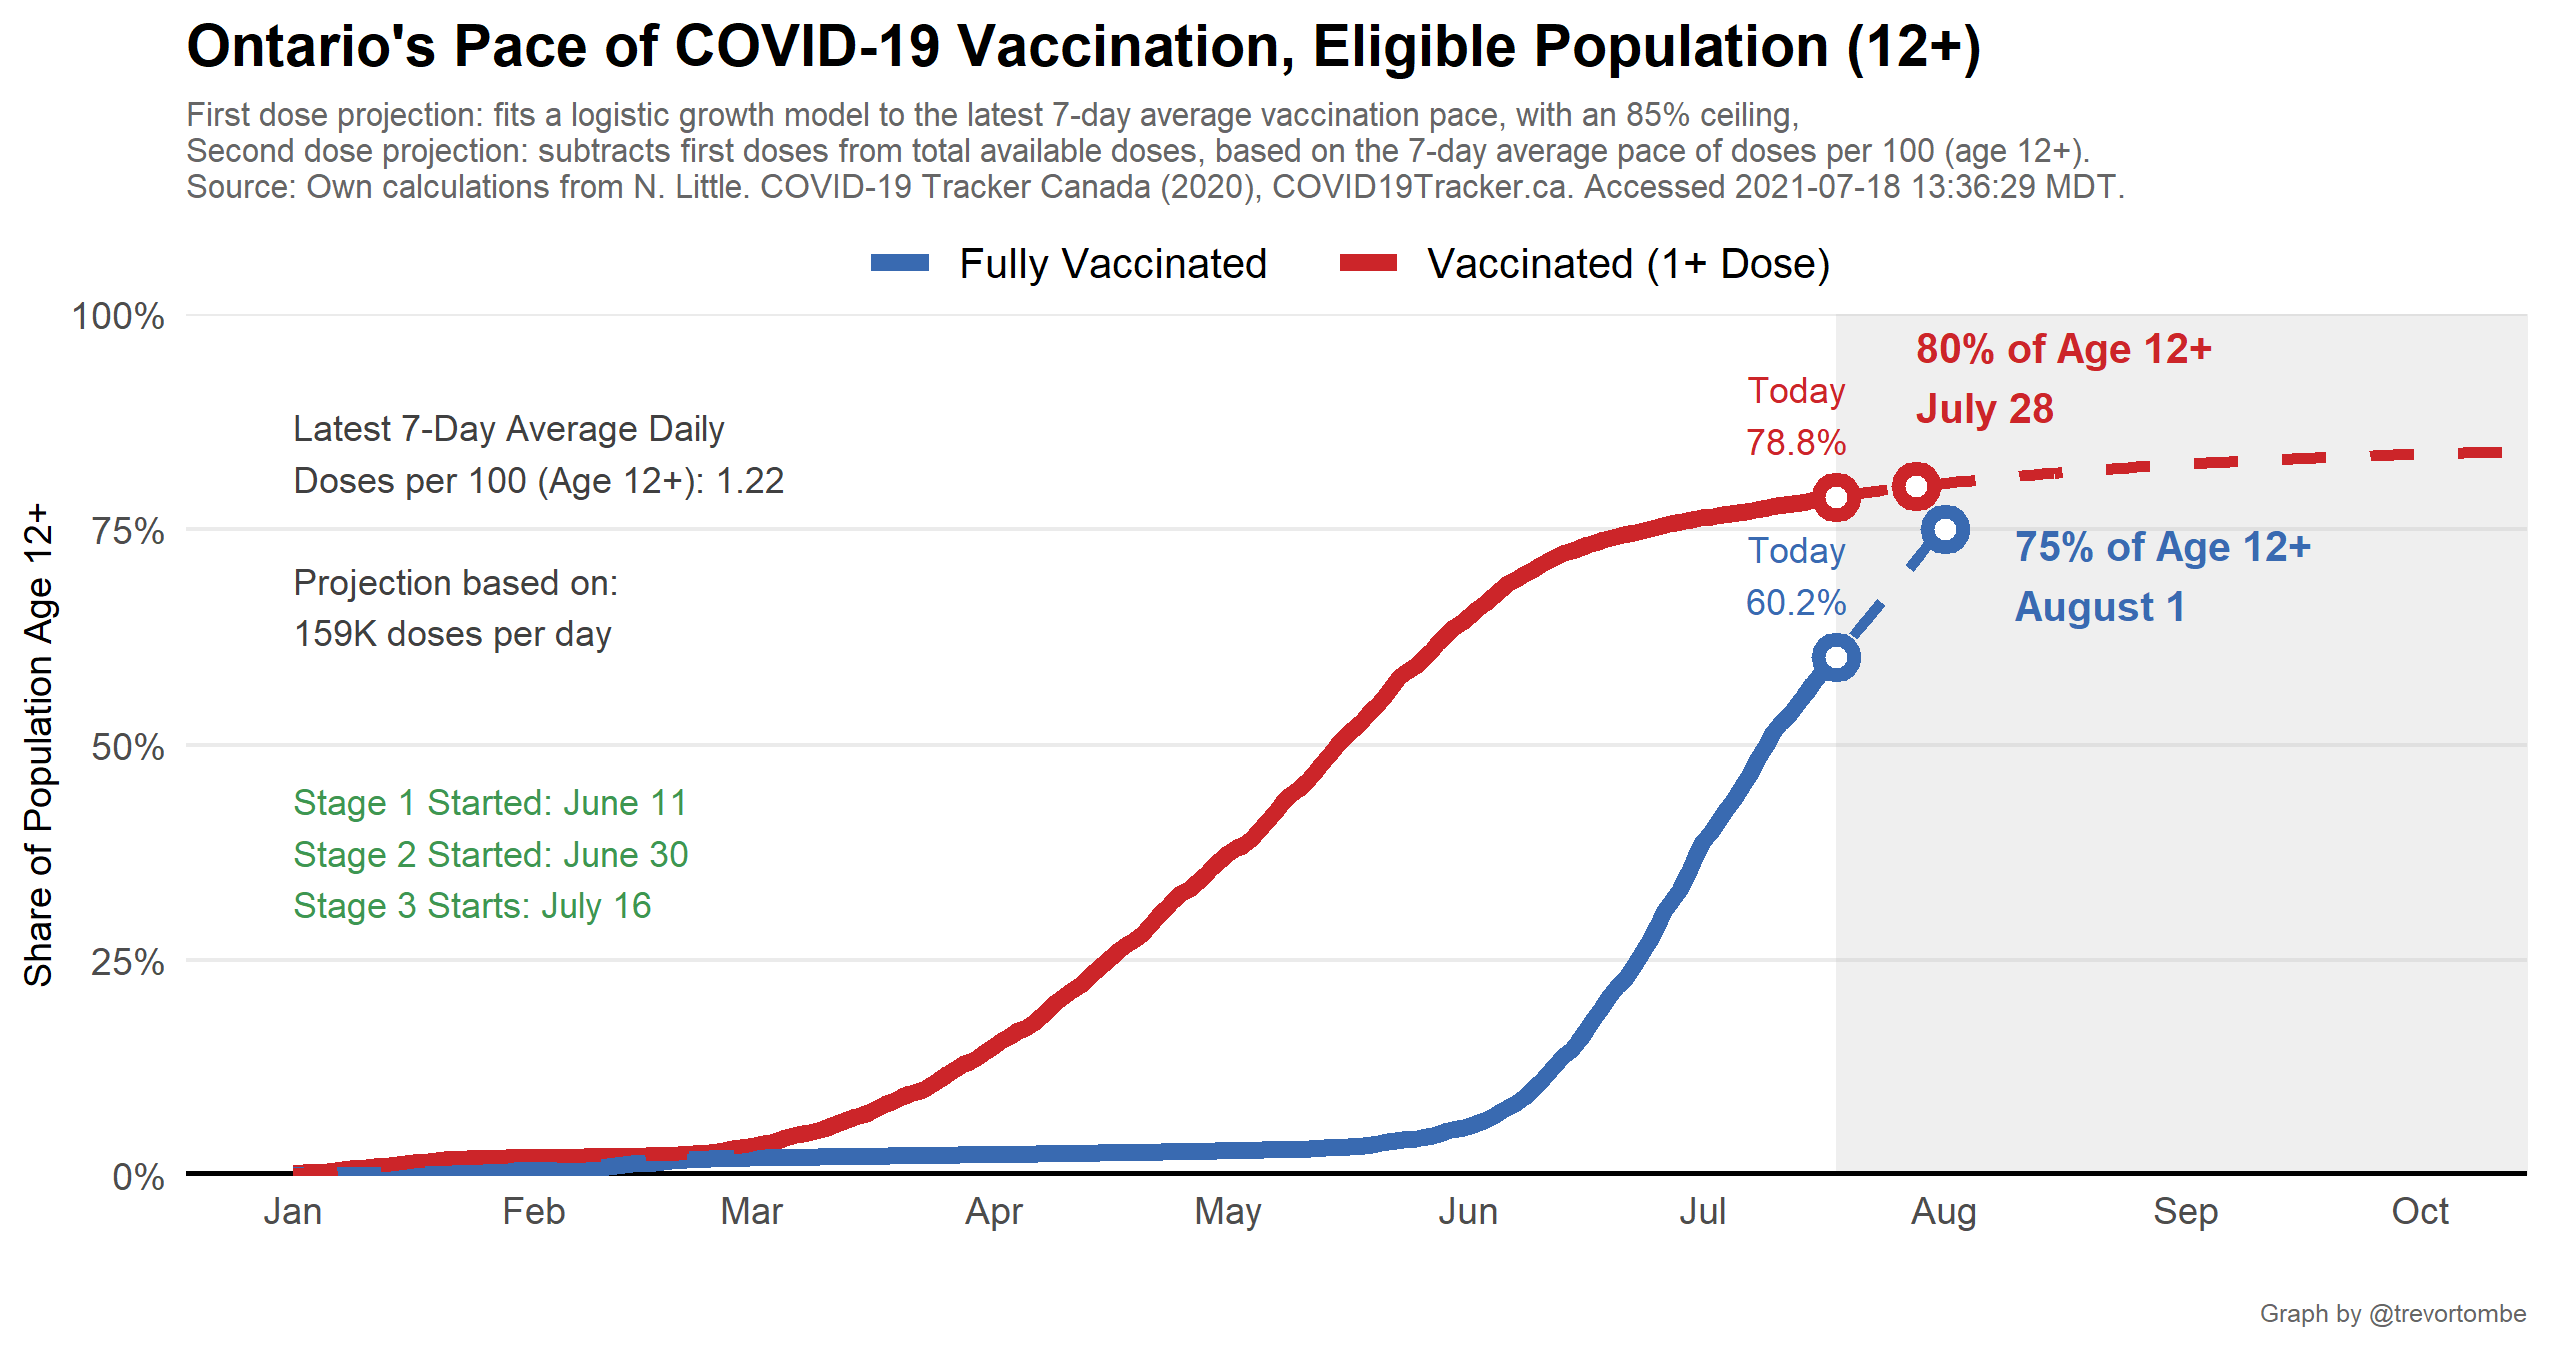 Ontario's Pace of COVID-19 Vaccination, Eligible Population (12+)
First dose projection: fits a logistic growth model to the latest 7-day average vaccination pace, with an 85% ceiling,
Second dose projection: subtracts first doses from total available doses, based on the 7-day average pace of doses per 100 (age 12+).
Source: Own calculations from N. Little. COVID-19 Tracker Canada (2020), COVID19Tracker.ca. Accessed 2021-07-18 13:36:29 MDT.
Fully Vaccinated
Vaccinated (1+ Dose)
Share of Population Age 12+
100%
75%
50%
25%
0%
Latest 7-Day Average Daily
Doses per 100 (Age 12+): 1.22
Projection based on:
159K doses per day
Stage 1 Started: June 11
Stage 2 Started: June 30
Stage 3 Starts: July 16
Today
78.8%
80% of Age 12+
July 28
Today
60.2%
75% of Age 12+
August 1
Jan
Feb
Mar
Apr
May
Jun
Jul
Aug
Sep
Oct
Graph by @trevortombe